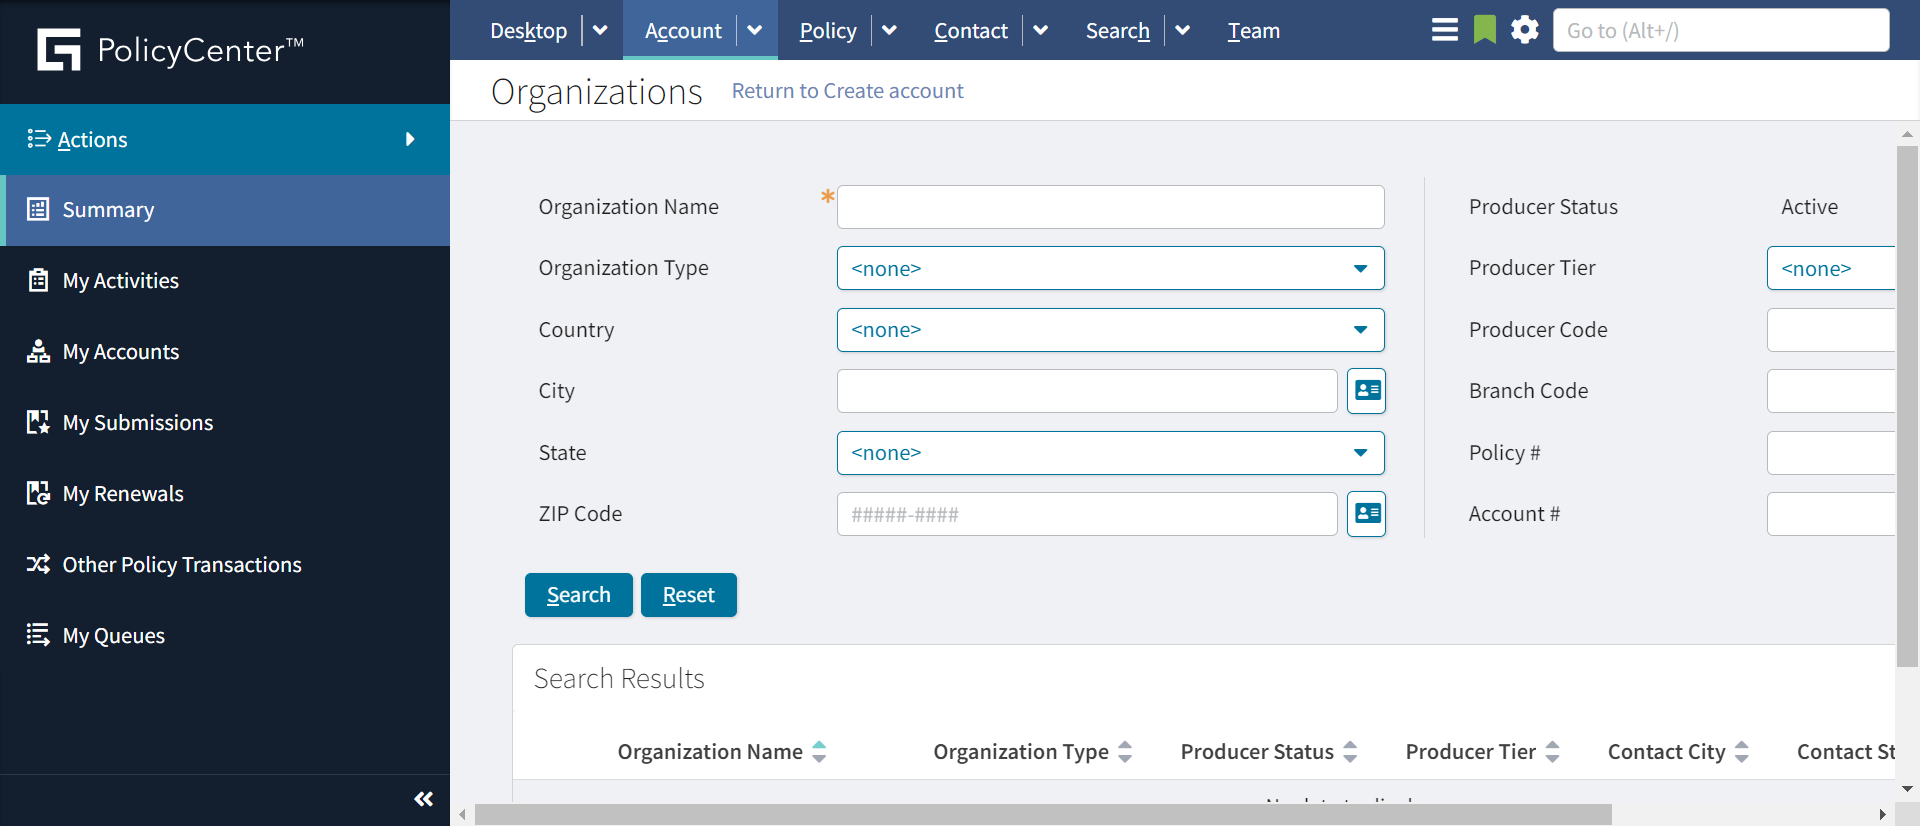 PolicyCenter™
Desktop
Account
Policy
Contact
Search
Team
Go to (Alt+/)
Organizations
Return to Create account
Actions
Summary
My Activities
My Accounts
My Submissions
My Renewals
Other Policy Transactions
My Queues
Organization Name *
Organization Type <none>
Country <none>
City
State <none>
ZIP Code #####-####
Producer Status Active
Producer Tier <none>
Producer Code
Branch Code
Policy #
Account #
Search Reset
Search Results
Organization Name Organization Type Producer Status Producer Tier Contact City Contact St